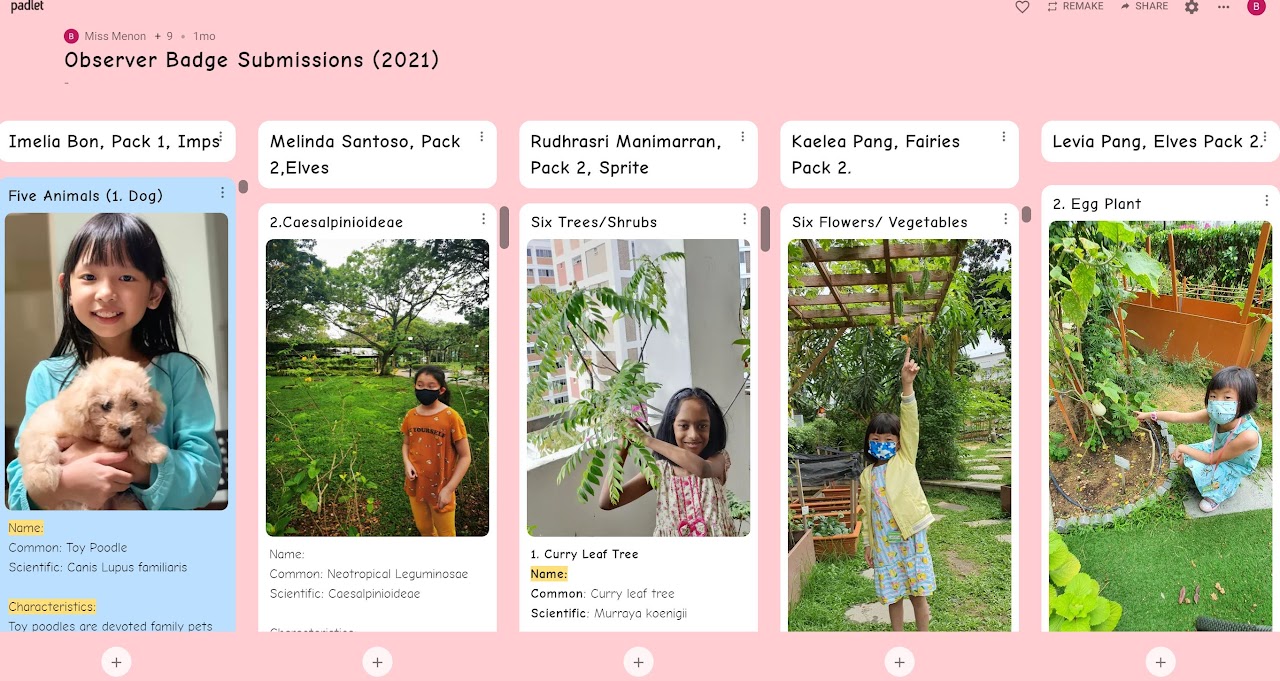 padlet
REMAKE
SHARE
B
B Miss Menon + 9 • 1mo
Observer Badge Submissions (2021)
-
Imelia Bon, Pack 1, Imps
Five Animals (1. Dog)
Name:
Common: Toy Poodle
Scientific: Canis Lupus familiaris
Characteristics:
Toy poodles are devoted family pets
Melinda Santoso, Pack
2,Elves
2.Caesalpinioideae
YOURSELF
Name:
Common: Neotropical Leguminosae
Scientific: Caesalpinioideae
Characteristics:
Rudhrasri Manimarran,
Pack 2, Sprite
Six Trees/Shrubs
1. Curry Leaf Tree
Name:
Common: Curry leaf tree
Scientific: Murraya koenigii
Kaelea Pang, Fairies
Pack 2.
Six Flowers/ Vegetables
Levia Pang, Elves Pack 2.
2. Egg Plant